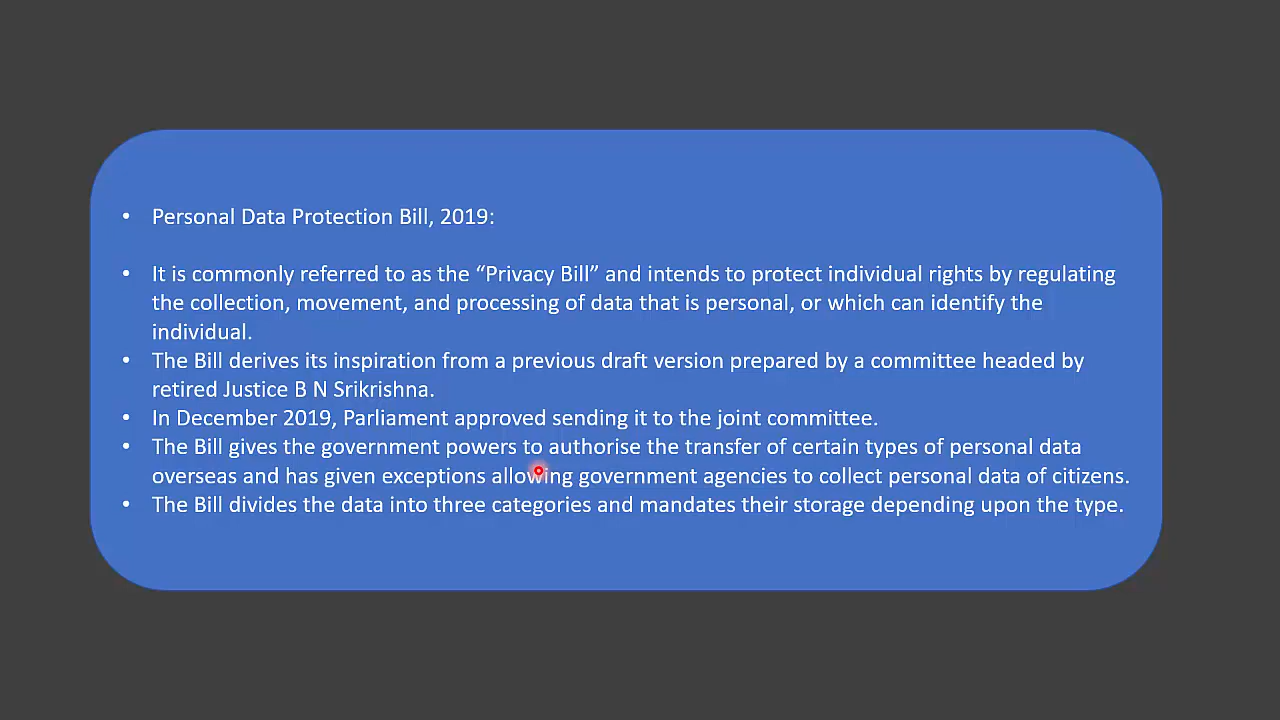 • Personal Data Protection Bill, 2019:
• It is commonly referred to as the “Privacy Bill” and intends to protect individual rights by regulating
the collection, movement, and processing of data that is personal, or which can identify the
individual.
• The Bill derives its inspiration from a previous draft version prepared by a committee headed by
retired Justice B N Srikrishna.
• In December 2019, Parliament approved sending it to the joint committee.
• The Bill gives the government powers to authorise the transfer of certain types of personal data
overseas and has given exceptions allowing government agencies to collect personal data of citizens.
• The Bill divides the data into three categories and mandates their storage depending upon the type.